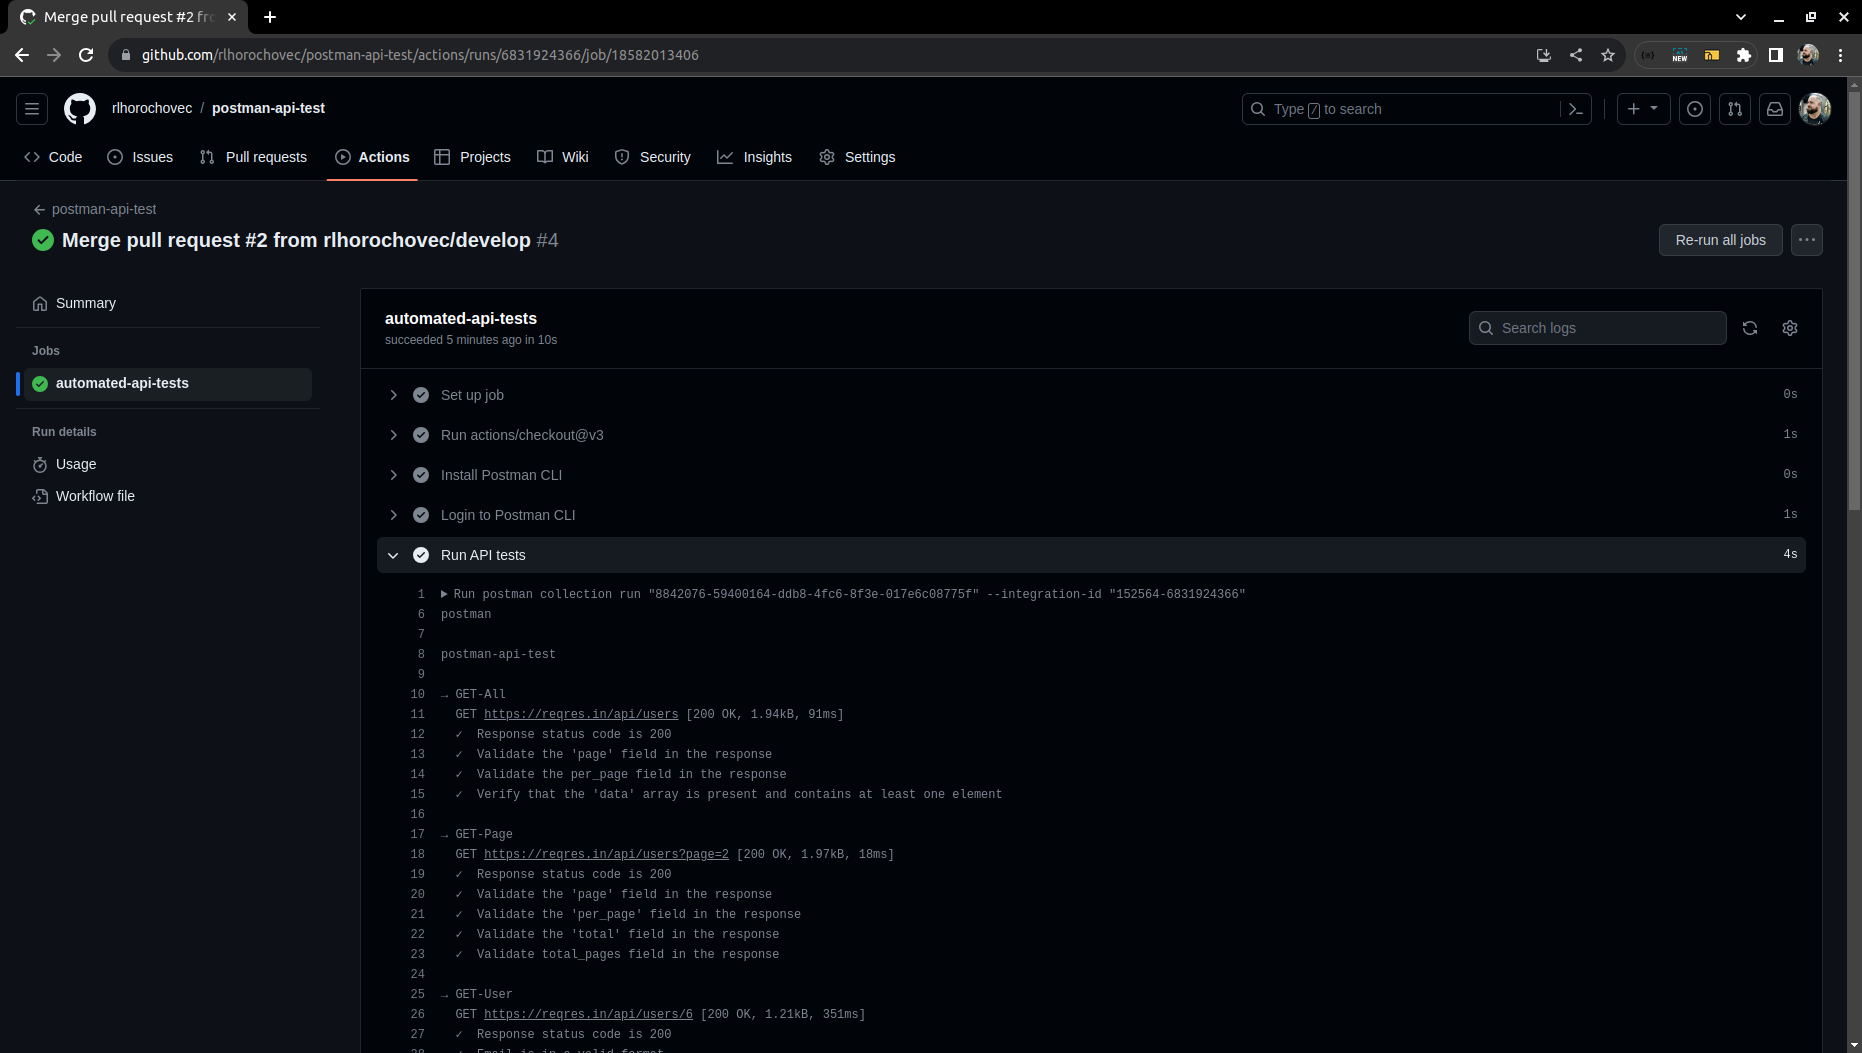 Merge pull request #2 fr
github.com/rlhorochovec/postman-api-test/actions/runs/6831924366/job/18582013406
NEW
rlhorochovec / postman-api-test
Type / to search
Code Issues Pull requests Actions Projects Wiki Security Insights Settings
postman-api-test
Merge pull request #2 from rlhorochovec/develop #4
Re-run all jobs
Summary
Jobs
automated-api-tests
Run details
Usage
Workflow file
automated-api-tests
succeeded 5 minutes ago in 10s
Search logs
Set up job 0s
Run actions/checkout@v3 1s
Install Postman CLI 0s
Login to Postman CLI 1s
Run API tests 4s
1 ▶ Run postman collection run "8842076-59400164-ddb8-4fc6-8f3e-017e6c08775f" --integration-id "152564-6831924366"
6 postman
7
8 postman-api-test
9
10 → GET-All
11 GET https://reqres.in/api/users [200 OK, 1.94kB, 91ms]
12 ✓ Response status code is 200
13 ✓ Validate the 'page' field in the response
14 ✓ Validate the per_page field in the response
15 ✓ Verify that the 'data' array is present and contains at least one element
16
17 → GET-Page
18 GET https://reqres.in/api/users?page=2 [200 OK, 1.97kB, 18ms]
19 ✓ Response status code is 200
20 ✓ Validate the 'page' field in the response
21 ✓ Validate the 'per_page' field in the response
22 ✓ Validate the 'total' field in the response
23 ✓ Validate total_pages field in the response
24
25 → GET-User
26 GET https://reqres.in/api/users/6 [200 OK, 1.21kB, 351ms]
27 ✓ Response status code is 200
28 ✓ Email is in a valid format